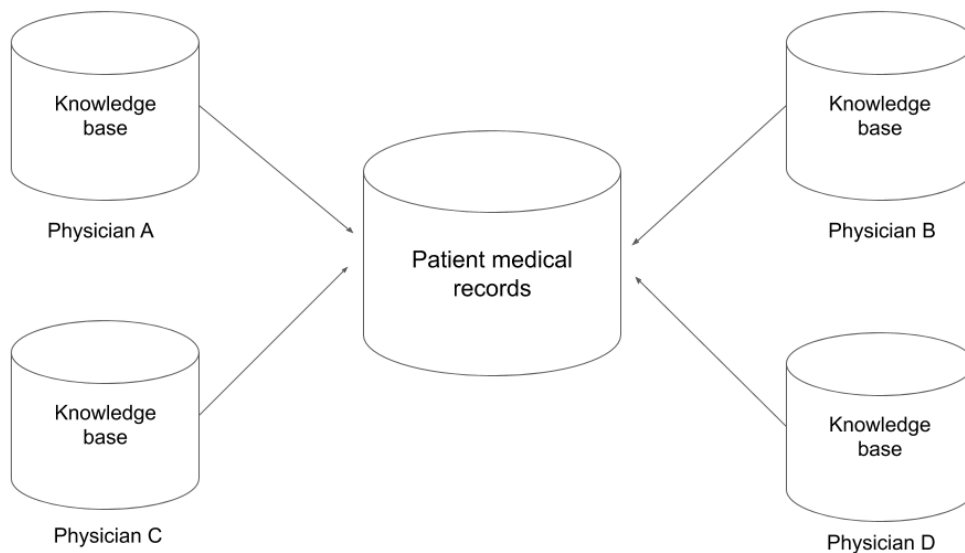 Knowledge
base
Physician A
Knowledge
base
Physician B
Patient medical
records
Knowledge
base
Physician C
Knowledge
base
Physician D